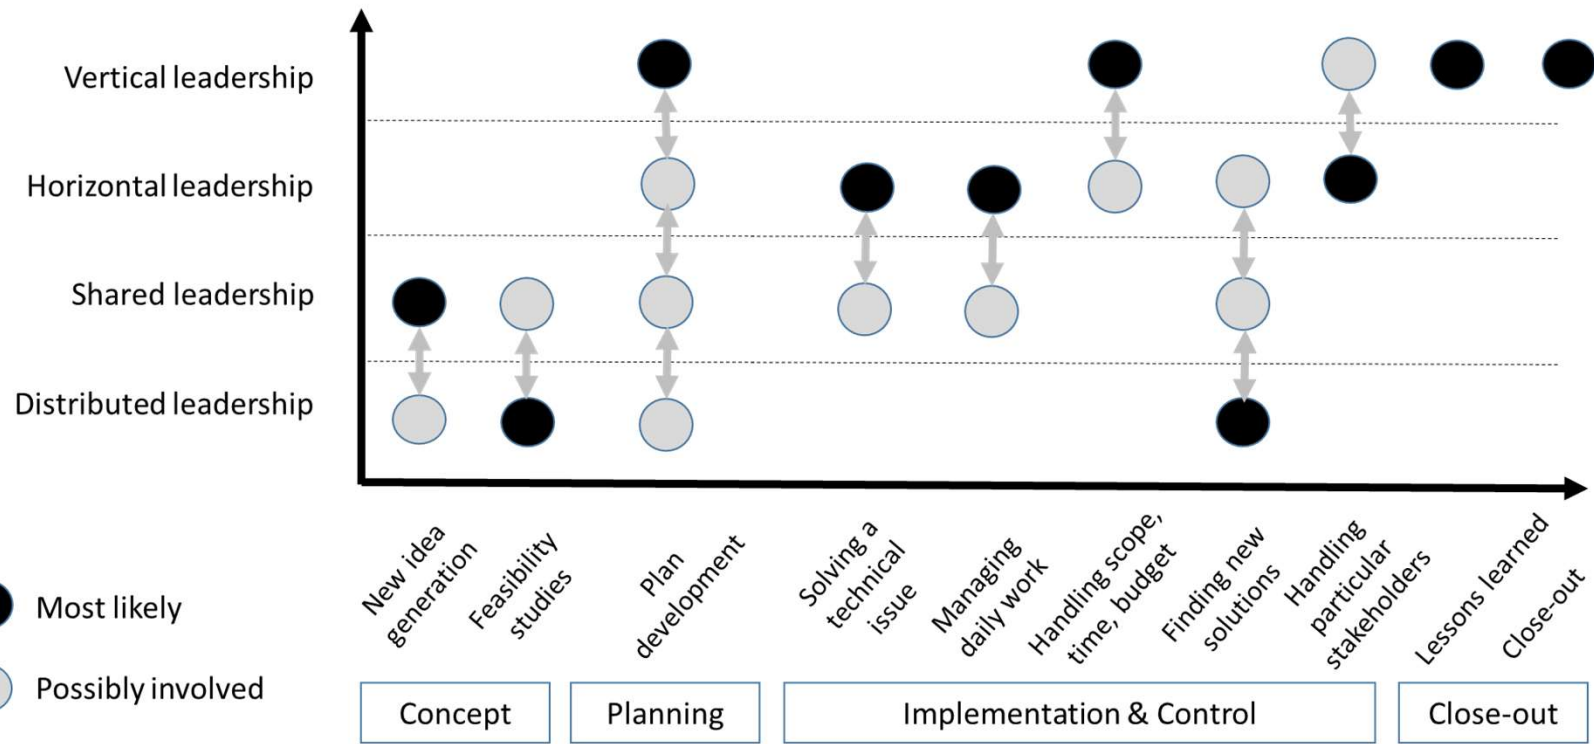 Vertical leadership
Horizontal leadership
Shared leadership
Distributed leadership
New idea
generation
Feasibility
studies
Plan
development
Solving a
technical
issue
Managing
daily work
Handling scope,
time, budget
Finding new
solutions
Handling
particular
stakeholders
Lessons learned
Close-out
Most likely
Possibly involved
Concept
Planning
Implementation & Control
Close-out